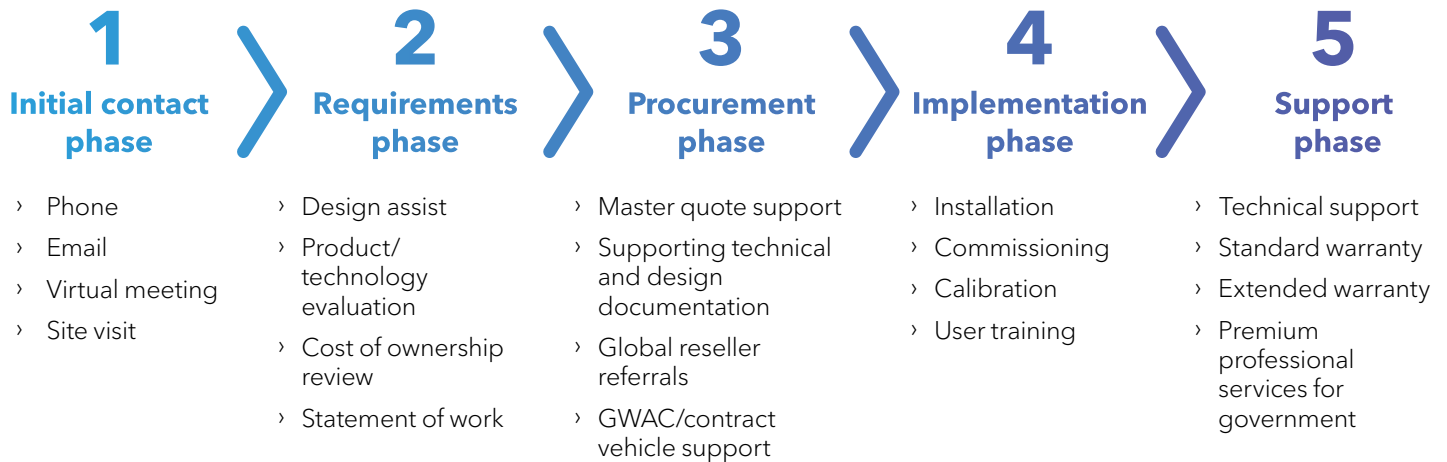 1
Initial contact
phase
› Phone
› Email
› Virtual meeting
› Site visit
2
Requirements
phase
› Design assist
› Product/
technology
evaluation
› Cost of ownership
review
› Statement of work
3
Procurement
phase
› Master quote support
› Supporting technical
and design
documentation
› Global reseller
referrals
› GWAC/contract
vehicle support
4
Implementation
phase
› Installation
› Commissioning
› Calibration
› User training
5
Support
phase
› Technical support
› Standard warranty
› Extended warranty
› Premium
professional
services for
government